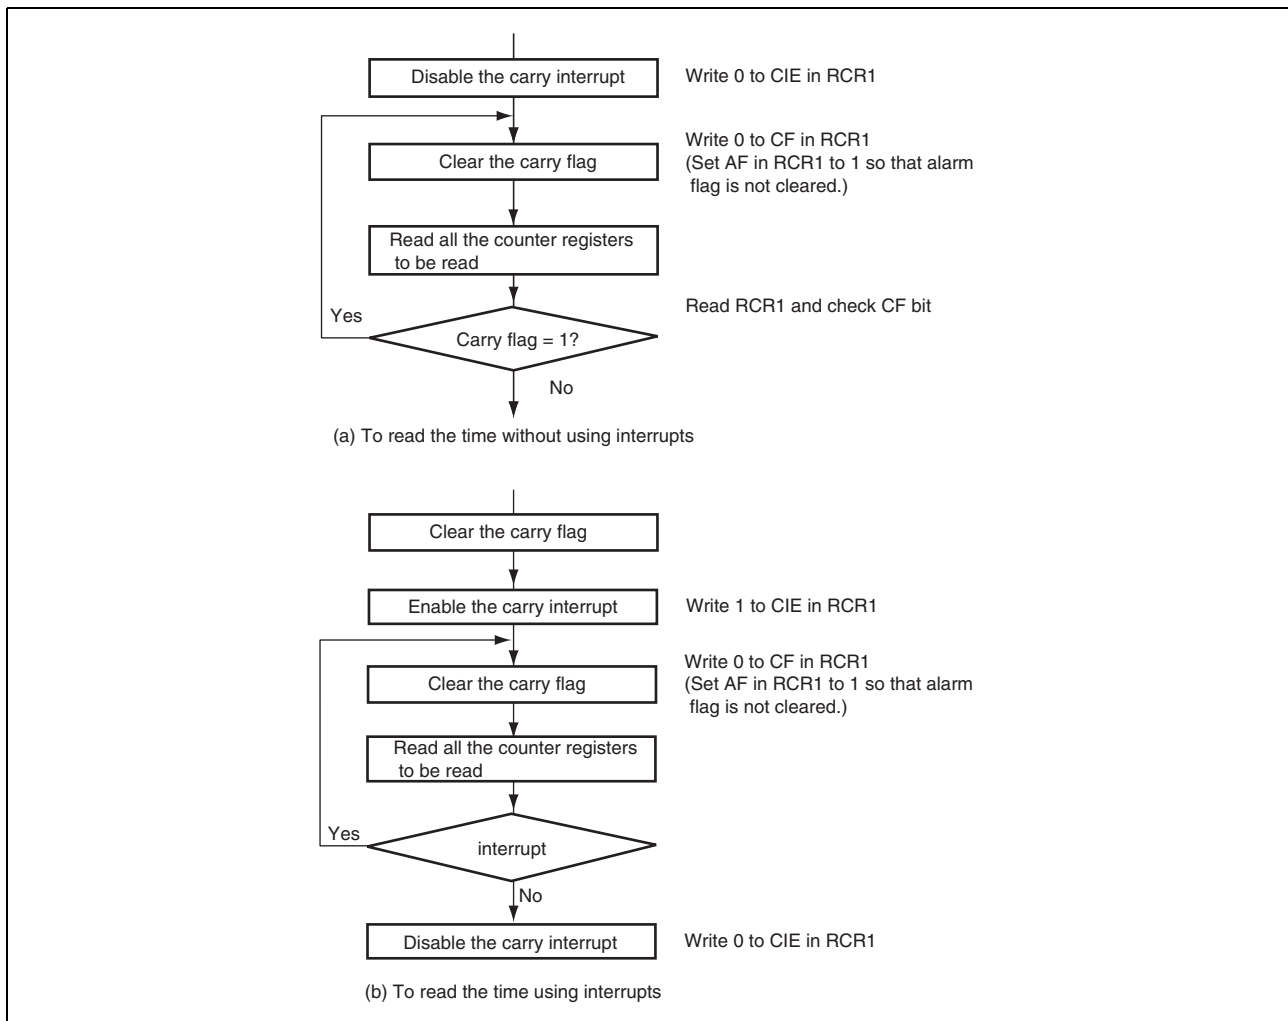 Disable the carry interrupt
Write 0 to CIE in RCR1
Write 0 to CF in RCR1
Clear the carry flag
(Set AF in RCR1 to 1 so that alarm
flag is not cleared.)
Read all the counter registers
to be read
Read RCR1 and check CF bit
Yes
Carry flag = 1?
No
(a) To read the time without using interrupts
Clear the carry flag
Enable the carry interrupt
Write 1 to CIE in RCR1
Write 0 to CF in RCR1
Clear the carry flag
(Set AF in RCR1 to 1 so that alarm
flag is not cleared.)
Read all the counter registers
to be read
Yes
interrupt
No
Disable the carry interrupt
Write 0 to CIE in RCR1
(b) To read the time using interrupts